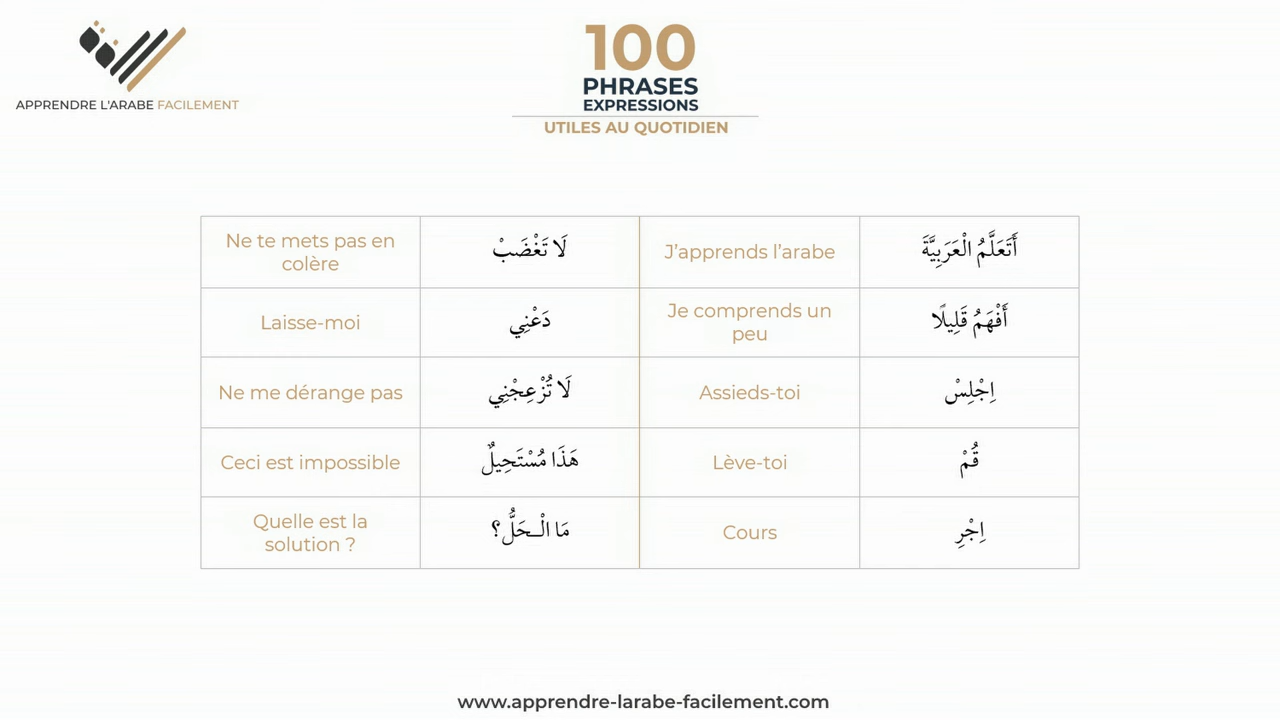 APPRENDRE L'ARABE FACILEMENT
100
PHRASES
EXPRESSIONS
UTILES AU QUOTIDIEN
Ne te mets pas en
colère
لَا تَغْضَبْ
J'apprends l'arabe
أَتَعَلَّمُ الْعَرَبِيَّةَ
Laisse-moi
دَعْنِي
Je comprends un
peu
أَفْهَمُ قَلِيلًا
Ne me dérange pas
لَا تُزْعِجْنِي
Assieds-toi
اِجْلِسْ
Ceci est impossible
هَذَا مُسْتَحِيلٌ
Lève-toi
قُمْ
Quelle est la
solution ?
مَا الْـحَلُّ؟
Cours
اِجْرِ
www.apprendre-larabe-facilement.com